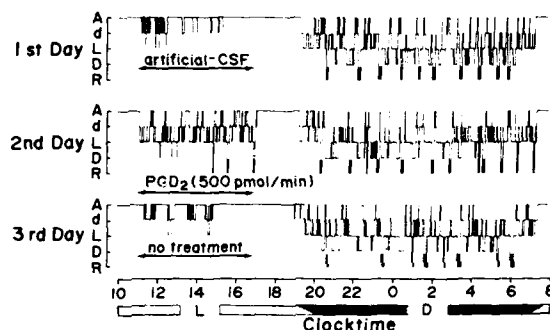 1st Day
A
d
L
D
R
artificial-CSF
2nd Day
A
d
L
D
R
PGD₂(500 pmol/min)
3rd Day
A
d
L
D
R
no treatment
10 12 14 16 18 20 22 0 2 4 6 8
L D
Clocktime